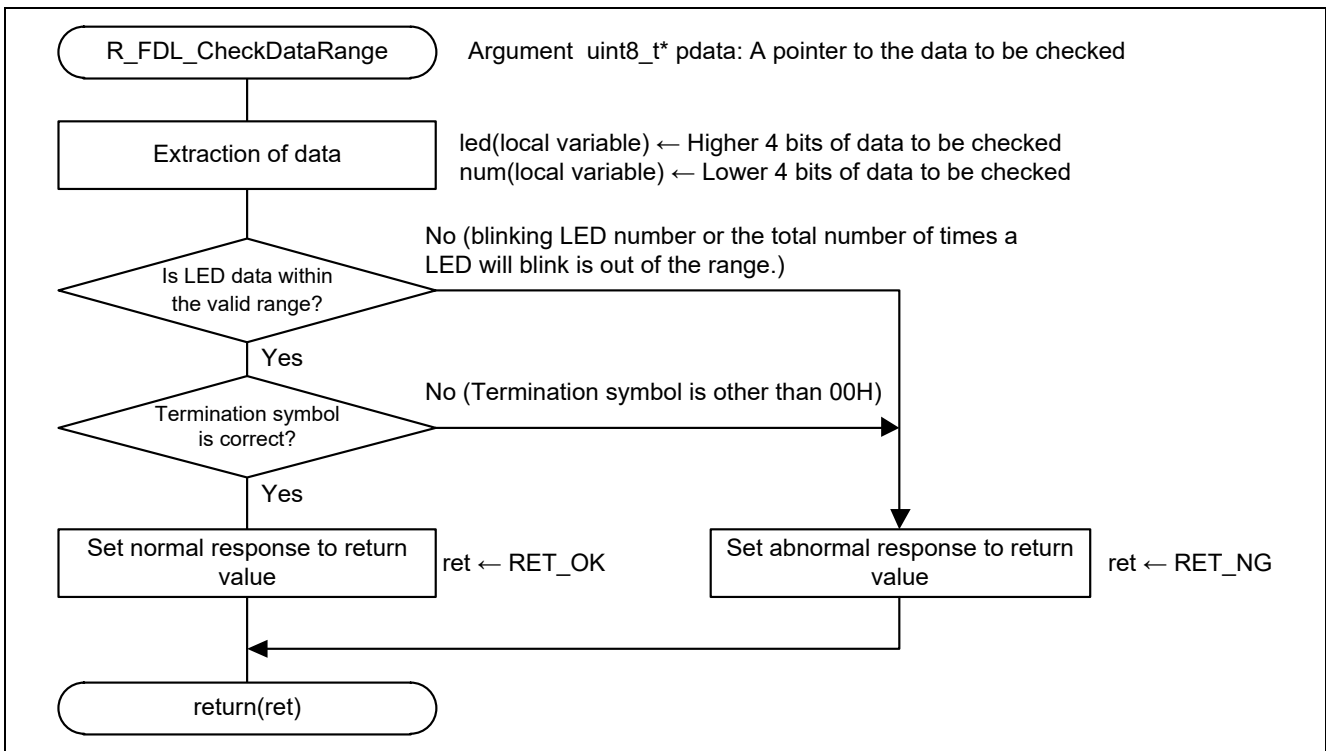 R_FDL_CheckDataRange
Argument  uint8_t* pdata: A pointer to the data to be checked
Extraction of data
led(local variable) ← Higher 4 bits of data to be checked
num(local variable) ← Lower 4 bits of data to be checked
No (blinking LED number or the total number of times a
LED will blink is out of the range.)
Is LED data within
the valid range?
Yes
No (Termination symbol is other than 00H)
Termination symbol
is correct?
Yes
Set normal response to return
value
ret ← RET_OK
Set abnormal response to return
value
ret ← RET_NG
return(ret)